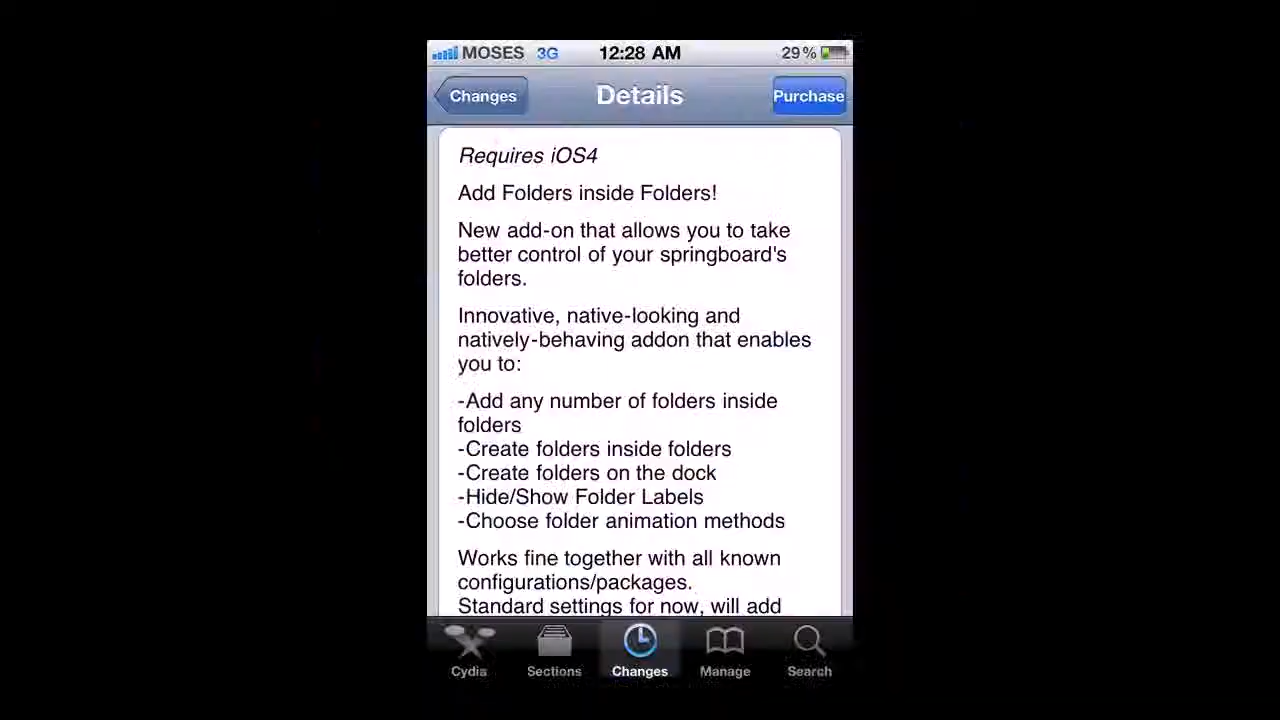 MOSES 3G 12:28 AM 29%
Changes Details Purchase
Requires iOS4
Add Folders inside Folders!
New add-on that allows you to take
better control of your springboard's
folders.
Innovative, native-looking and
natively-behaving addon that enables
you to:
-Add any number of folders inside
folders
-Create folders inside folders
-Create folders on the dock
-Hide/Show Folder Labels
-Choose folder animation methods
Works fine together with all known
configurations/packages.
Standard settings for now, will add
Cydia Sections Changes Manage Search